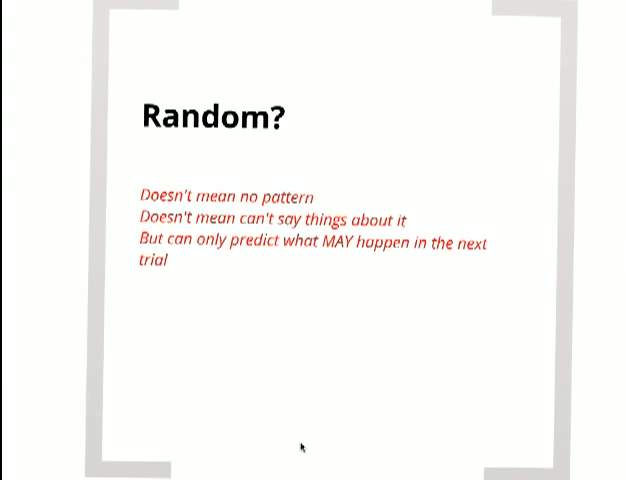 Random?
Doesn't mean no pattern
Doesn't mean can't say things about it
But can only predict what MAY happen in the next
trial